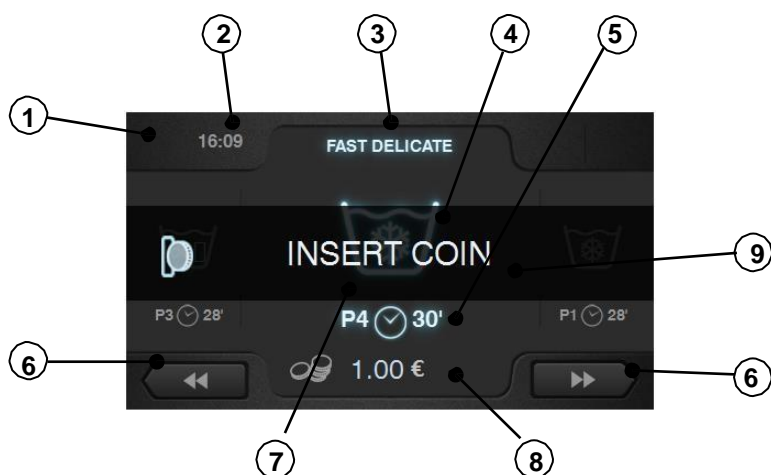 2 3 4 5
1
16:09
FAST DELICATE
INSERT COIN
9
P3 28'
P4 30'
P1 28'
6
1.00 €
6
7 8